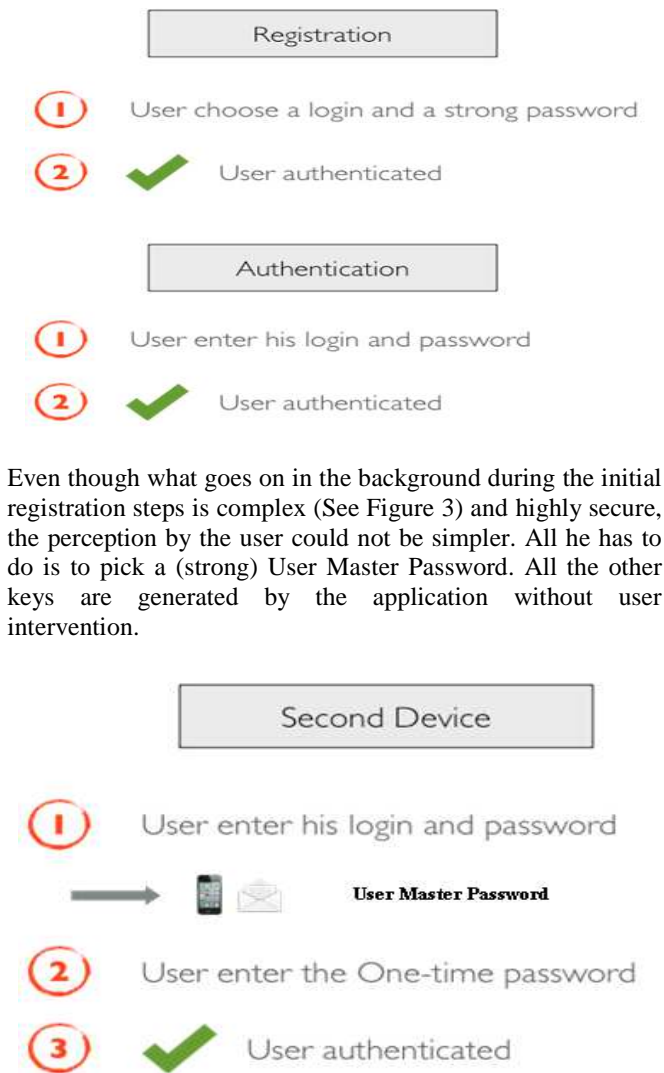 Registration
1 User choose a login and a strong password
2 User authenticated
Authentication
1 User enter his login and password
2 User authenticated
Even though what goes on in the background during the initial
registration steps is complex (See Figure 3) and highly secure,
the perception by the user could not be simpler. All he has to
do is to pick a (strong) User Master Password. All the other
keys are generated by the application without user
intervention.
Second Device
1 User enter his login and password
User Master Password
2 User enter the One-time password
3 User authenticated